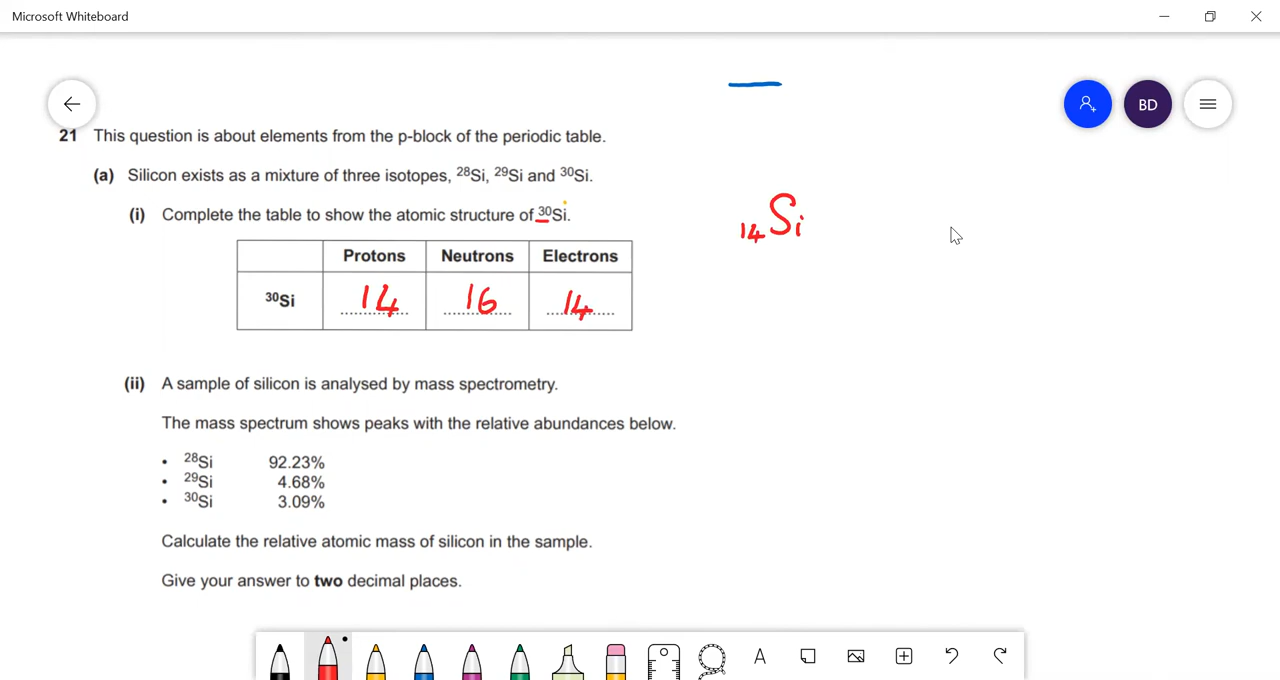 Microsoft Whiteboard
BD
21 This question is about elements from the p-block of the periodic table.
(a) Silicon exists as a mixture of three isotopes, ²⁸Si, ²⁹Si and ³⁰Si.
(i) Complete the table to show the atomic structure of ³⁰Si.
₁₄Si
Protons Neutrons Electrons
³⁰Si 14 16 14
(ii) A sample of silicon is analysed by mass spectrometry.
The mass spectrum shows peaks with the relative abundances below.
• ²⁸Si 92.23%
• ²⁹Si 4.68%
• ³⁰Si 3.09%
Calculate the relative atomic mass of silicon in the sample.
Give your answer to two decimal places.
A